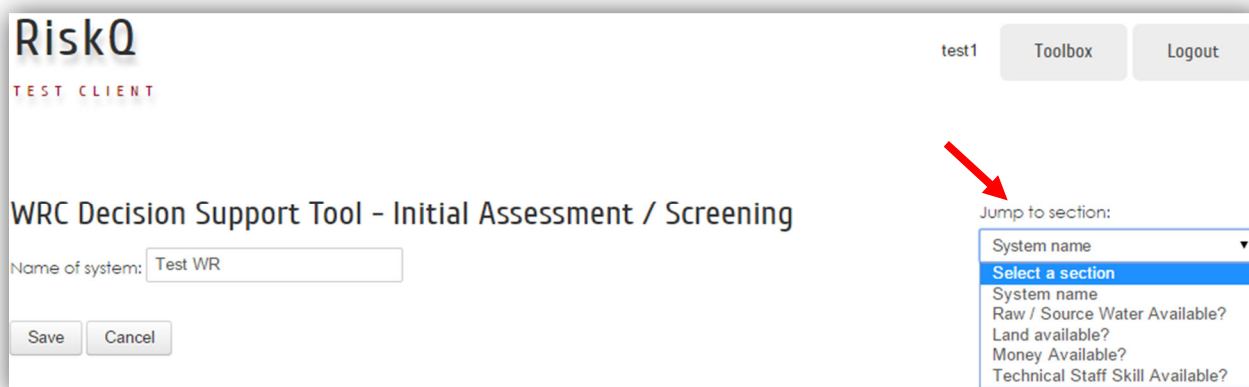 RiskQ
TEST CLIENT
test1
Toolbox
Logout
WRC Decision Support Tool - Initial Assessment / Screening
Name of system: Test WR
Save
Cancel
Jump to section:
System name
Select a section
System name
Raw / Source Water Available?
Land available?
Money Available?
Technical Staff Skill Available?